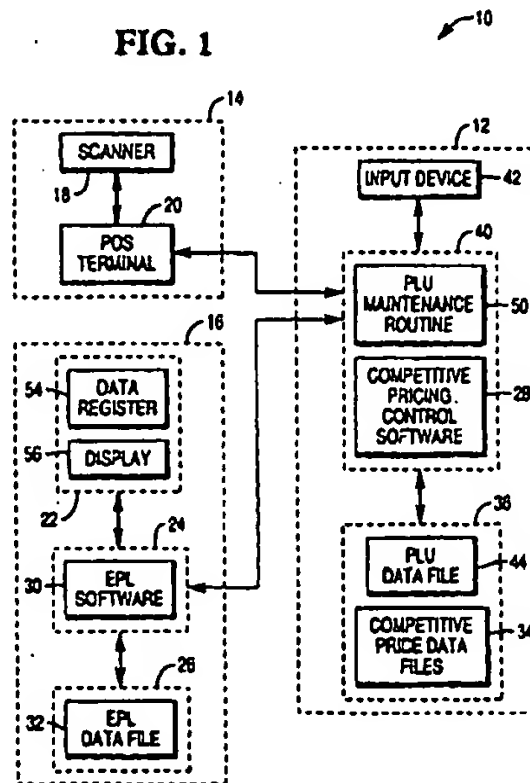 FIG. 1
10
14
SCANNER
18
20
POS
TERMINAL
16
54
DATA
REGISTER
56
DISPLAY
22
24
30
EPL
SOFTWARE
26
32
EPL
DATA FILE
12
INPUT DEVICE
42
40
PLU
MAINTENANCE
ROUTINE
50
COMPETITIVE
PRICING
CONTROL
SOFTWARE
28
36
PLU
DATA FILE
44
COMPETITIVE
PRICE DATA
FILES
34